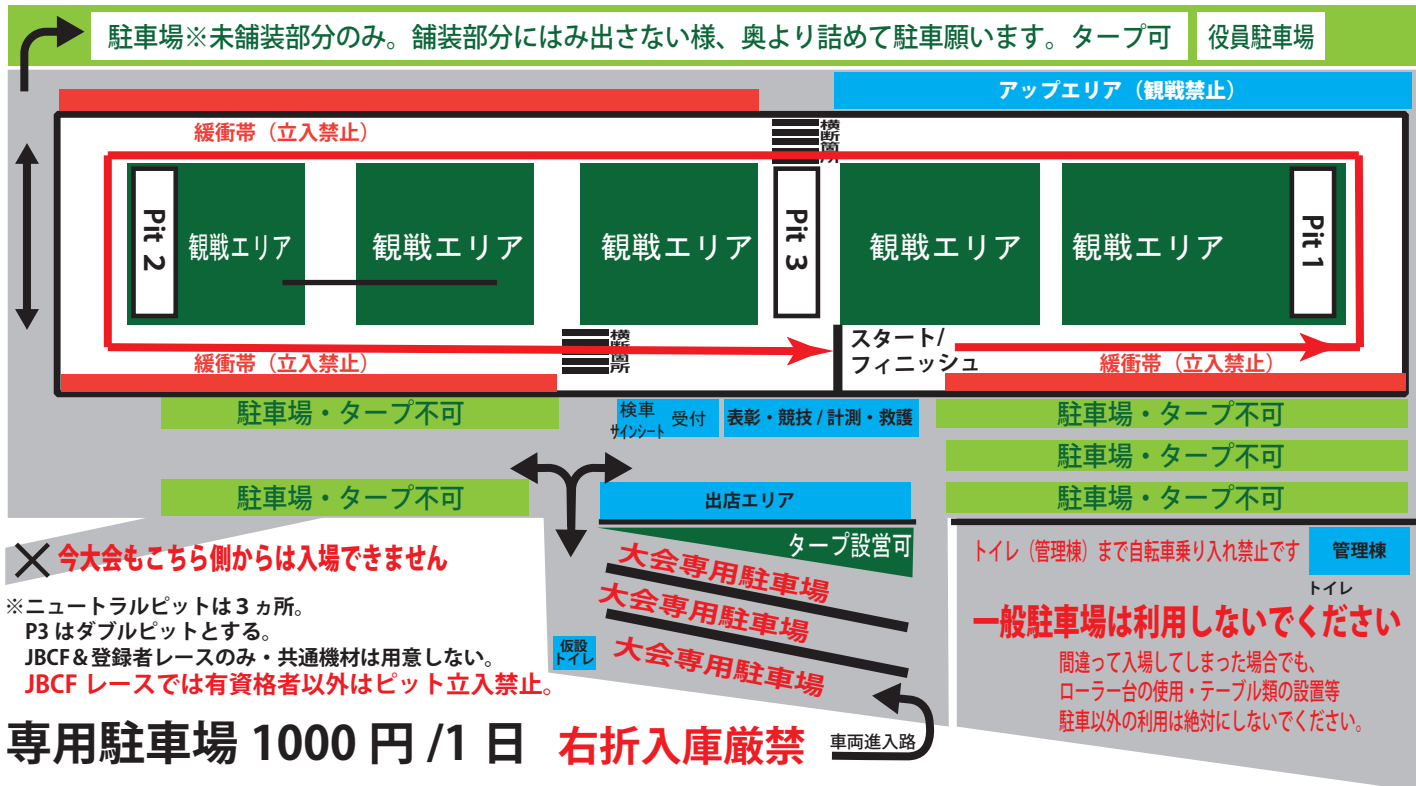 駐車場※未舗装部分のみ。舗装部分にはみ出さない様、奥より詰めて駐車願います。タープ可
役員駐車場
アップエリア（観戦禁止）
緩衝帯（立入禁止）
横断箇所
Pit 2
観戦エリア
観戦エリア
観戦エリア
Pit 3
観戦エリア
観戦エリア
Pit 1
横断箇所
スタート/
フィニッシュ
緩衝帯（立入禁止）
緩衝帯（立入禁止）
駐車場・タープ不可
検車
サインシート
受付
表彰・競技 / 計測・救護
駐車場・タープ不可
駐車場・タープ不可
駐車場・タープ不可
出店エリア
駐車場・タープ不可
タープ設営可
今大会もこちら側からは入場できません
大会専用駐車場
大会専用駐車場
大会専用駐車場
トイレ（管理棟）まで自転車乗り入れ禁止です
管理棟
トイレ
※ニュートラルピットは 3 ヵ所。
P3 はダブルピットとする。
JBCF＆登録者レースのみ・共通機材は用意しない。
JBCF レースでは有資格者以外はピット立入禁止。
仮設
トイレ
一般駐車場は利用しないでください
間違って入場してしまった場合でも、
ローラー台の使用・テーブル類の設置等
駐車以外の利用は絶対にしないでください。
専用駐車場 1000 円 /1 日
右折入庫厳禁
車両進入路